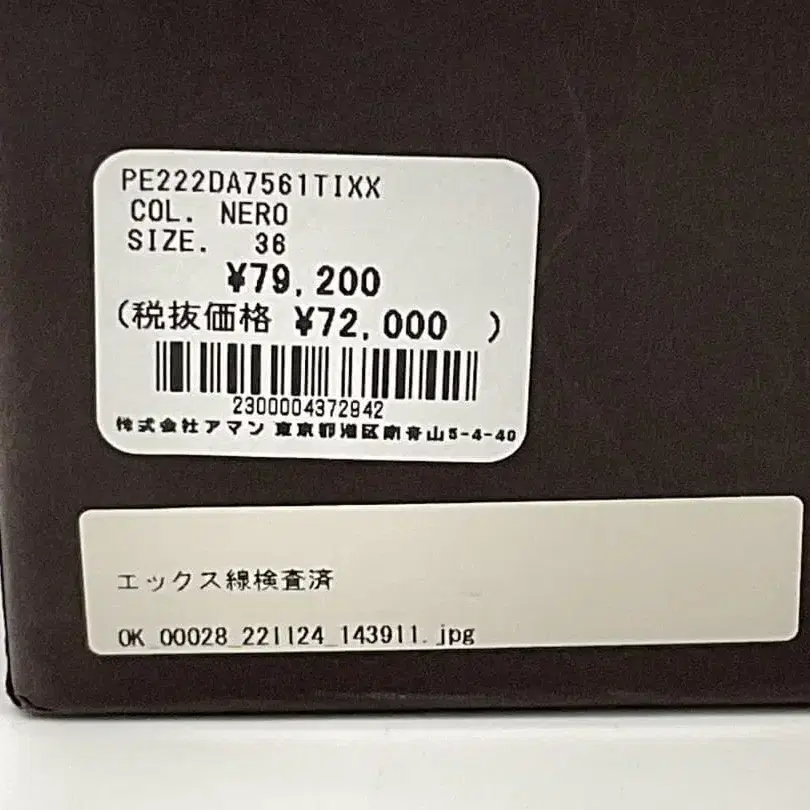 PE222DA7561TIXX
COL. NERO
SIZE. 36
¥79,200
(税抜価格 ¥72,000 )
2300004372942
株式会社アマン 東京都港区南青山5-4-40
エックス線検査済
OK_00028_221124_143911.jpg